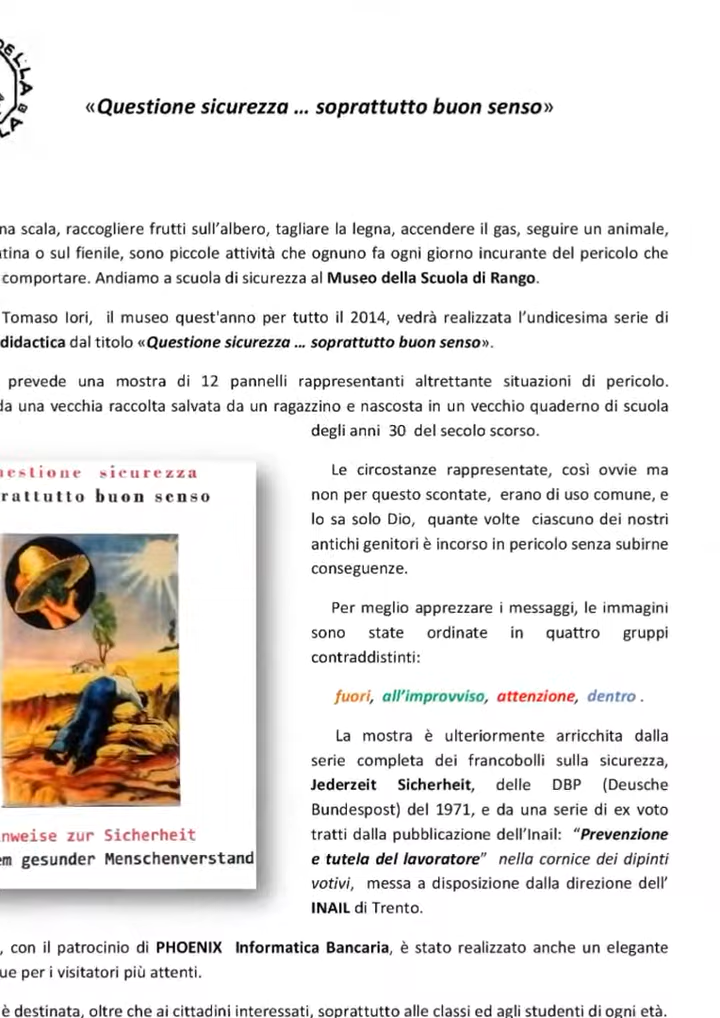 DELLA
«Questione sicurezza ... soprattutto buon senso»
scala, raccogliere frutti sull'albero, tagliare la legna, accendere il gas, seguire un animale,
o sul fienile, sono piccole attività che ognuno fa ogni giorno incurante del pericolo che
comportare. Andiamo a scuola di sicurezza al Museo della Scuola di Rango.
Tomaso Iori, il museo quest'anno per tutto il 2014, vedrà realizzata l'undicesima serie di
didactica dal titolo «Questione sicurezza ... soprattutto buon senso».
prevede una mostra di 12 pannelli rappresentanti altrettante situazioni di pericolo.
da una vecchia raccolta salvata da un ragazzino e nascosta in un vecchio quaderno di scuola
degli anni 30 del secolo scorso.
sicurezza
buon senso
Sicherheit
gesunder Menschenverstand
Le circostanze rappresentate, così ovvie ma
non per questo scontate, erano di uso comune, e
lo sa solo Dio, quante volte ciascuno dei nostri
antichi genitori è incorso in pericolo senza subirne
conseguenze.
Per meglio apprezzare i messaggi, le immagini
sono state ordinate in quattro gruppi
contraddistinti:
fuori, all'improvviso, attenzione, dentro .
La mostra è ulteriormente arricchita dalla
serie completa dei francobolli sulla sicurezza,
Jederzeit Sicherheit, delle DBP (Deusche
Bundespost) del 1971, e da una serie di ex voto
tratti dalla pubblicazione dell'Inail: "Prevenzione
e tutela del lavoratore" nella cornice dei dipinti
votivi, messa a disposizione dalla direzione dell'
INAIL di Trento.
, con il patrocinio di PHOENIX Informatica Bancaria, è stato realizzato anche un elegante
per i visitatori più attenti.
è destinata, oltre che ai cittadini interessati, soprattutto alle classi ed agli studenti di ogni età.